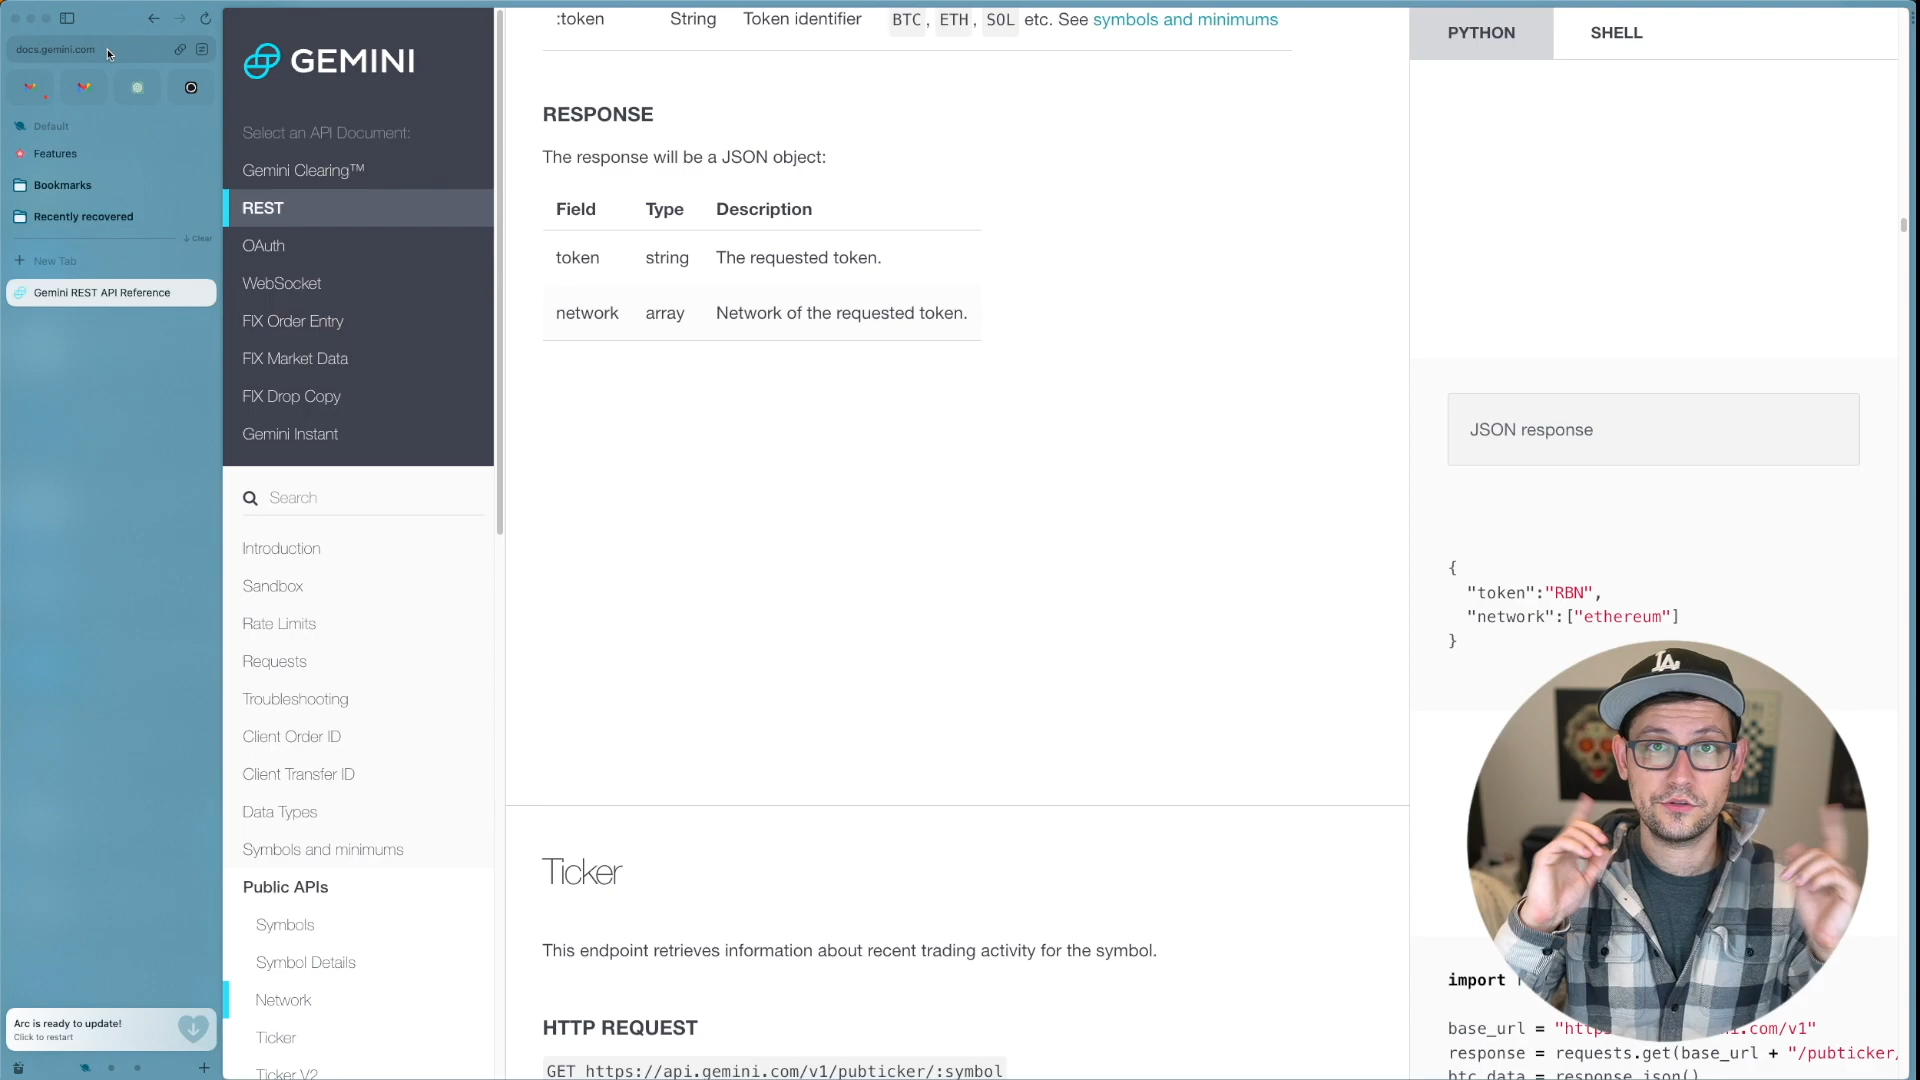 docs.gemini.com
Default
Features
Bookmarks
Recently recovered
↓ Clear
+ New Tab
Gemini REST API Reference
Arc is ready to update!
Click to restart
GEMINI
Select an API Document:
Gemini Clearing™
REST
OAuth
WebSocket
FIX Order Entry
FIX Market Data
FIX Drop Copy
Gemini Instant
Search
Introduction
Sandbox
Rate Limits
Requests
Troubleshooting
Client Order ID
Client Transfer ID
Data Types
Symbols and minimums
Public APIs
Symbols
Symbol Details
Network
Ticker
Ticker V2
:token String Token identifier BTC, ETH, SOL etc. See symbols and minimums
RESPONSE
The response will be a JSON object:
Field Type Description
token string The requested token.
network array Network of the requested token.
Ticker
This endpoint retrieves information about recent trading activity for the symbol.
HTTP REQUEST
GET https://api.gemini.com/v1/pubticker/:symbol
PYTHON SHELL
JSON response
{
"token":"RBN",
"network":["ethereum"]
}
LA
import
base_url = "http ni.com/v1"
response = requests.get(base_url + "/pubticker/
btc_data = response.json()